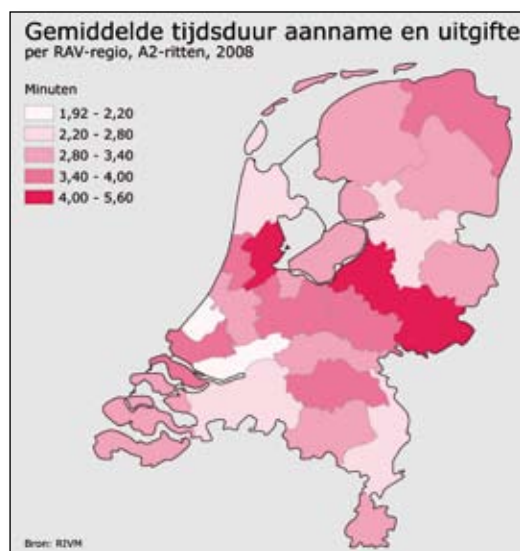 Gemiddelde tijdsduur aanname en uitgifte
per RAV-regio, A2-ritten, 2008
Minuten
1,92 - 2,20
2,20 - 2,80
2,80 - 3,40
3,40 - 4,00
4,00 - 5,60
Bron: RIVM